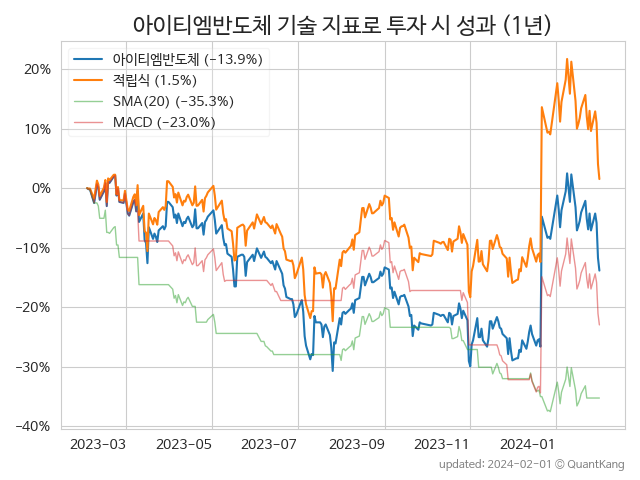 아이티엠반도체 기술 지표로 투자 시 성과 (1년)
아이티엠반도체 (−13.9%)
적립식 (1.5%)
SMA(20) (−35.3%)
MACD (−23.0%)
20%
10%
0%
−10%
−20%
−30%
−40%
2023-03 2023-05 2023-07 2023-09 2023-11 2024-01
updated: 2024-02-01 © QuantKang